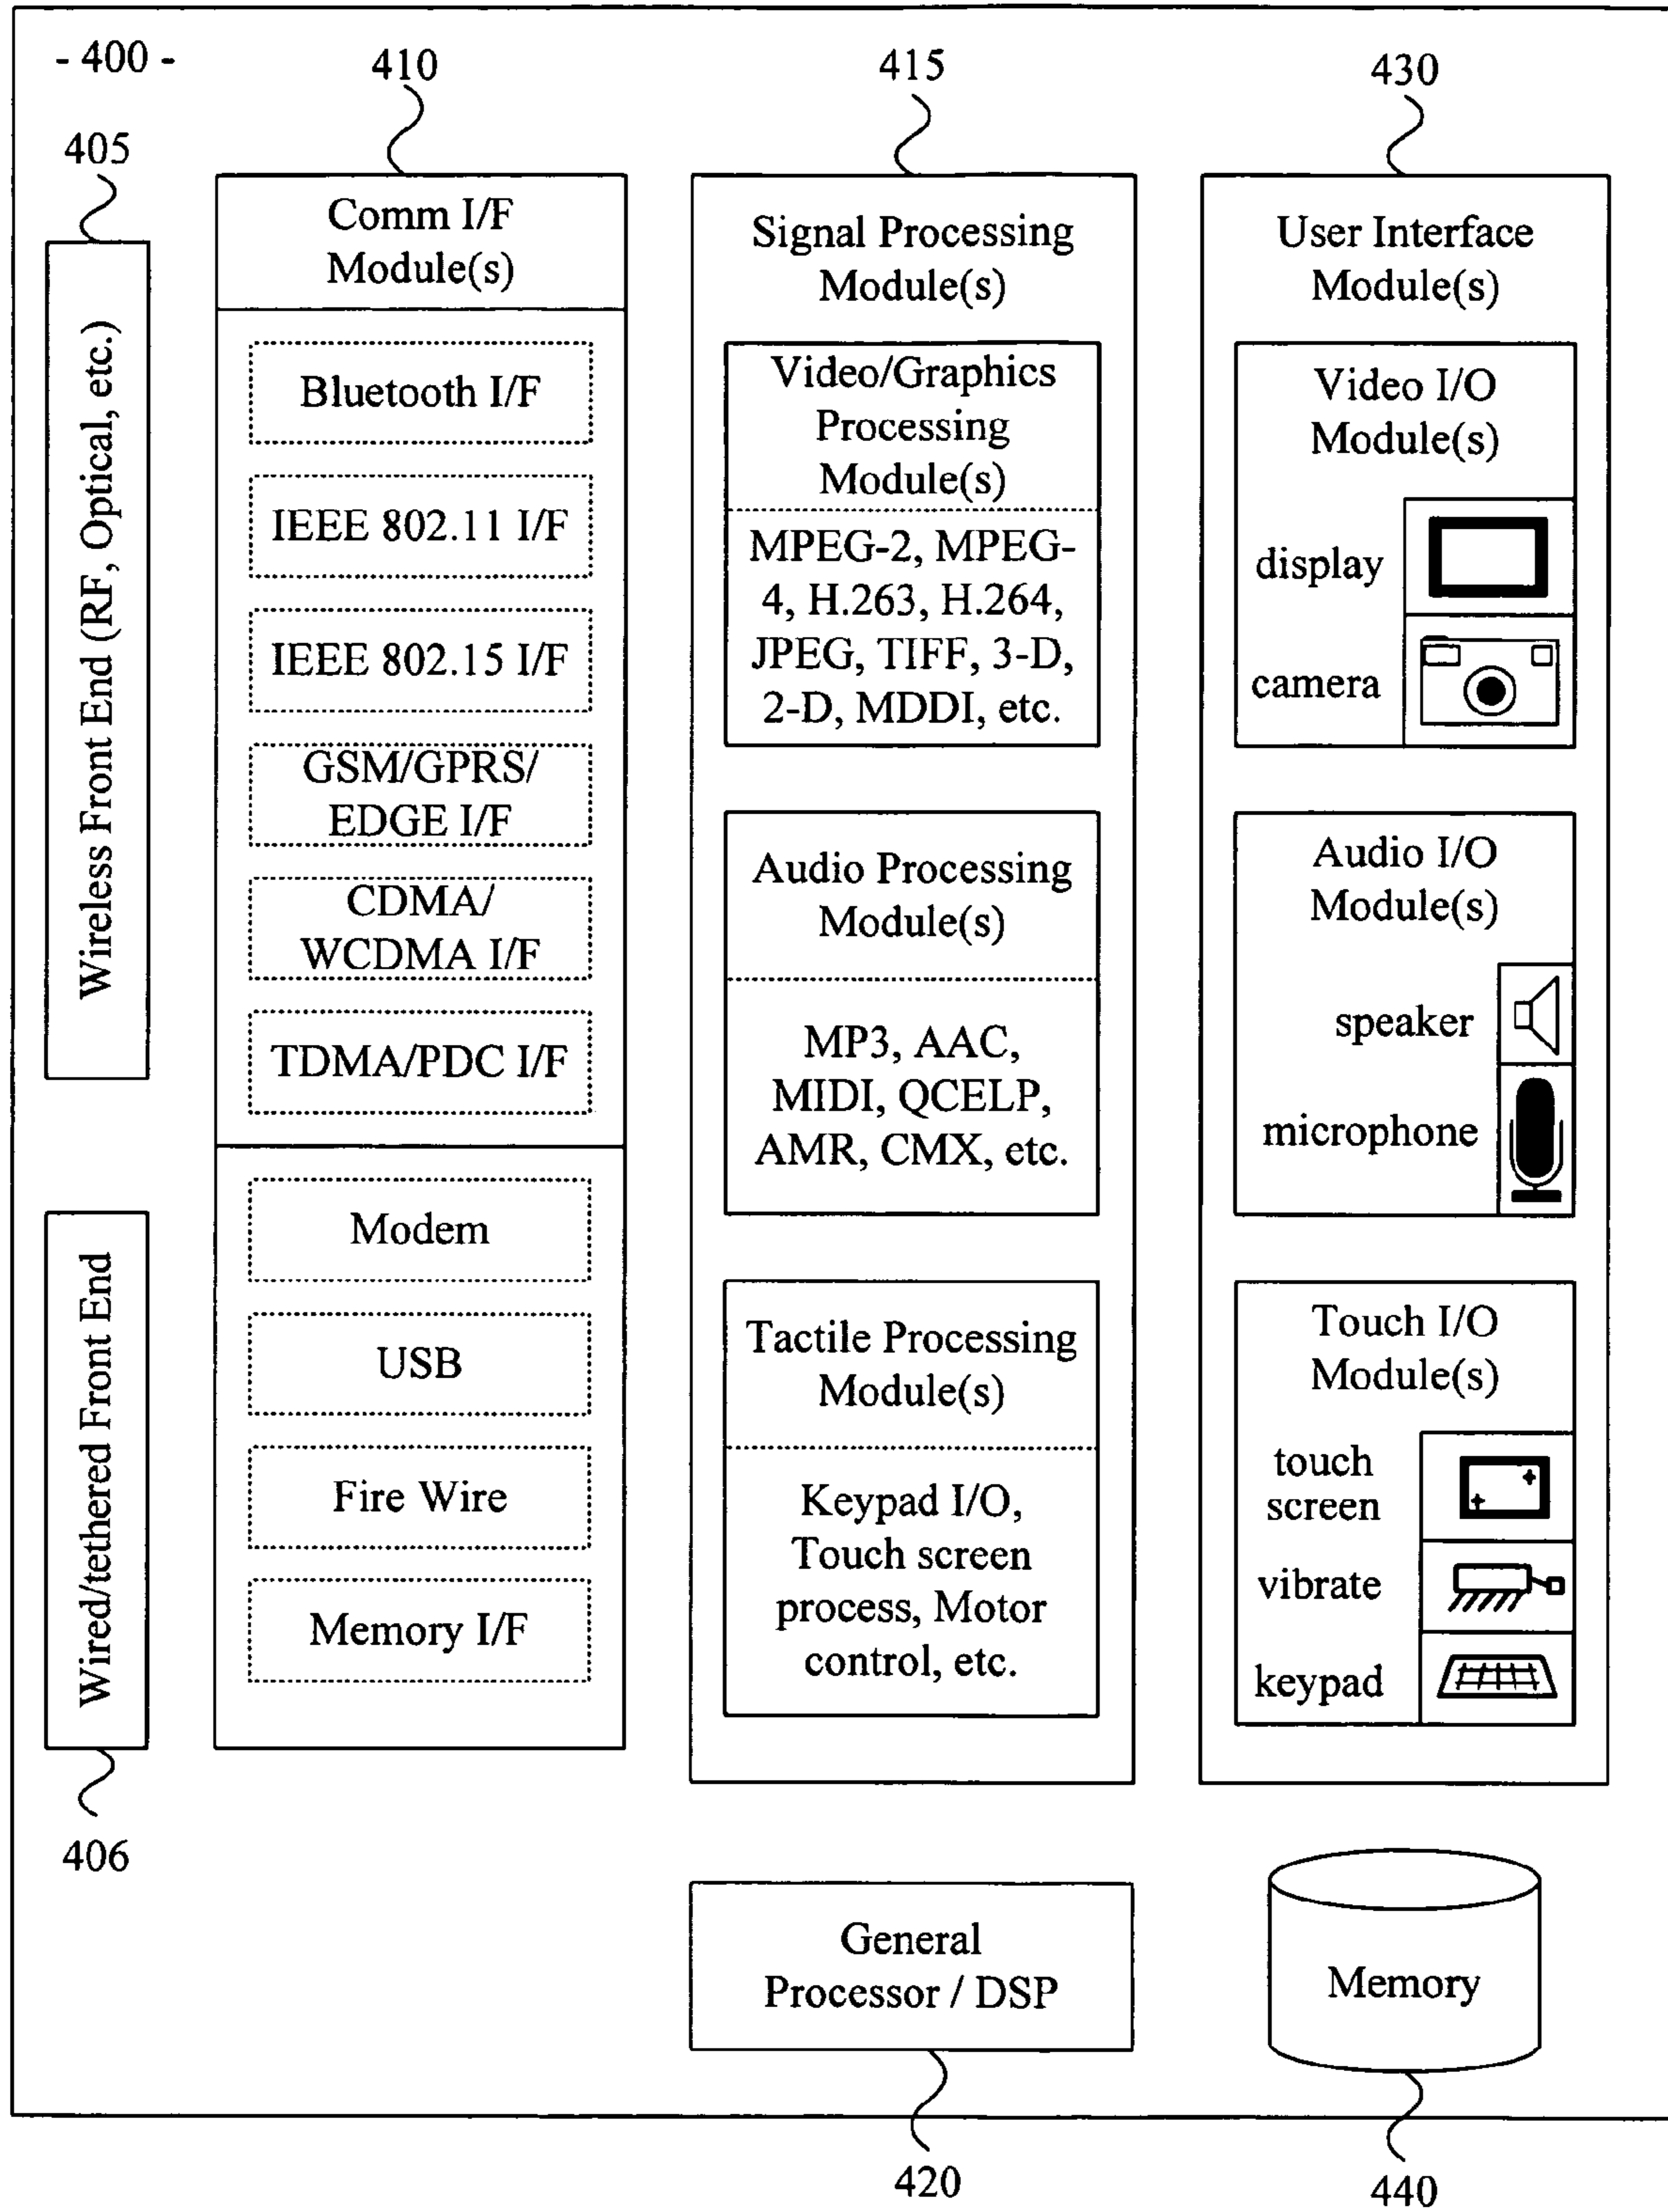 - 400 -
405
Wireless Front End (RF, Optical, etc.)
Wired/tethered Front End
406
410
Comm I/F
Module(s)
Bluetooth I/F
IEEE 802.11 I/F
IEEE 802.15 I/F
GSM/GPRS/
EDGE I/F
CDMA/
WCDMA I/F
TDMA/PDC I/F
Modem
USB
Fire Wire
Memory I/F
415
Signal Processing
Module(s)
Video/Graphics
Processing
Module(s)
MPEG-2, MPEG-
4, H.263, H.264,
JPEG, TIFF, 3-D,
2-D, MDDI, etc.
Audio Processing
Module(s)
MP3, AAC,
MIDI, QCELP,
AMR, CMX, etc.
Tactile Processing
Module(s)
Keypad I/O,
Touch screen
process, Motor
control, etc.
430
User Interface
Module(s)
Video I/O
Module(s)
display
camera
Audio I/O
Module(s)
speaker
microphone
Touch I/O
Module(s)
touch
screen
vibrate
keypad
General
Processor / DSP
420
Memory
440